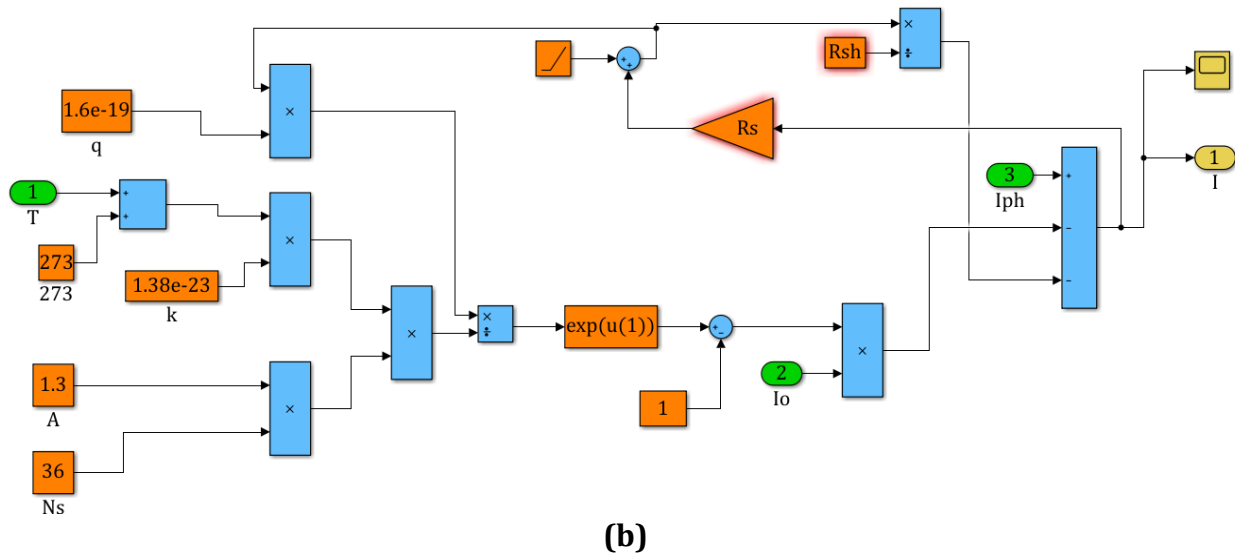 Rsh
1.6e-19
q
Rs
1
I
3
Iph
1
T
273
273
1.38e-23
k
exp(u(1))
1.3
A
2
Io
1
36
Ns
(b)